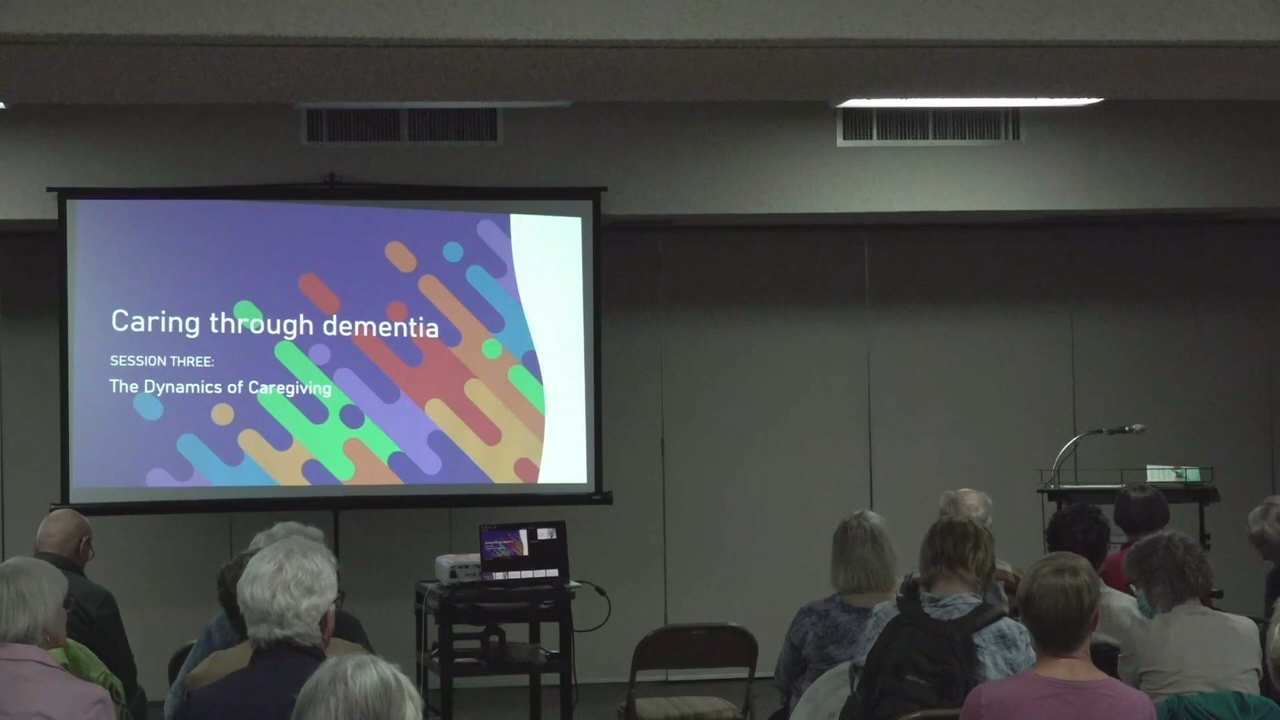 Caring through dementia
SESSION THREE:
The Dynamics of Caregiving